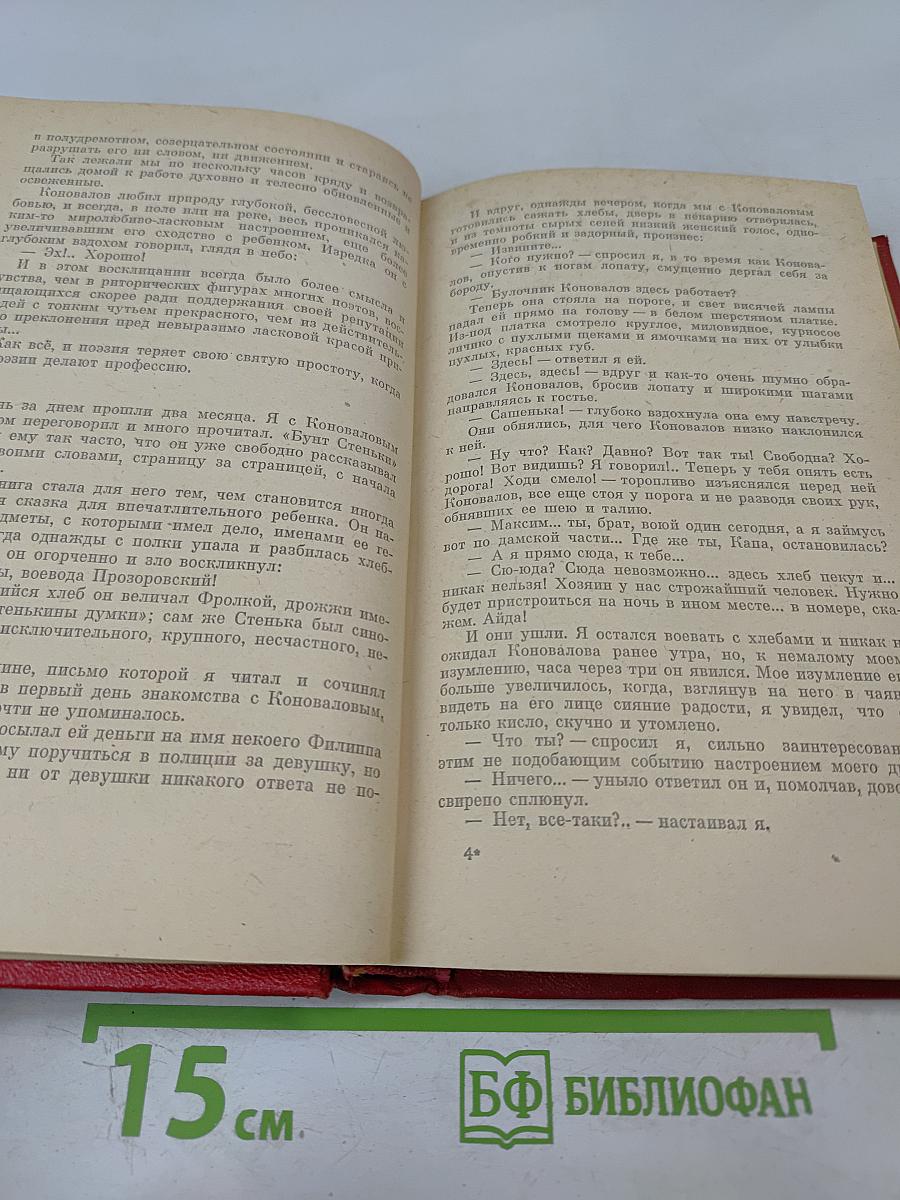 в полудремотном, созерцательном состоянии и стараясь не
разрушать его ни словом, ни движением.
Так лежали мы по нескольку часов кряду и возвра-
щались домой к работе духовно и телесно обновленные и
освеженные.
Коновалов любил природу глубокой, бессловесной лю-
бовью, и всегда, в поле или на реке, весь проникался ка-
ким-то миролюбиво-ласковым настроением, еще более
увеличивавшим его сходство с ребенком. Изредка он с
глубоким вздохом говорил, глядя в небо:
— Эх!.. Хорошо!
И в этом восклицании всегда было более смысла и
увства, чем в риторических фигурах многих поэтов, вос-
щающихся скорее ради поддержания своей репутации
дей с тонким чутьем прекрасного, чем из действитель-
о преклонения пред невыразимо ласковой красой при-
ы...
Как всё, и поэзия теряет свою святую простоту, когда
оэзии делают профессию.
нь за днем прошли два месяца. Я с Коноваловым
ом переговорил и много прочитал. «Бунт Стеньки»
ему так часто, что он уже свободно рассказывал
воими словами, страницу за страницей, с начала
.
нига стала для него тем, чем становится иногда
я сказка для впечатлительного ребенка. Он на-
дметы, с которыми имел дело, именами ее ге-
гда однажды с полки упала и разбилась хлеб-
он огорченно и зло воскликнул:
ы, воевода Прозоровский!
ийся хлеб он величал Фролкой, дрожжи име-
тенькины думки»; сам же Стенька был сино-
исключительного, крупного, несчастного, не-
ине, письмо которой я читал и сочинял
в первый день знакомства с Коноваловым,
очти не упоминалось.
осылал ей деньги на имя некоего Филиппа
му поручиться в полиции за девушку, но
ни от девушки никакого ответа не по-
И вдруг, однажды вечером, когда мы с Коноваловым
готовились сажать хлебы, дверь в пекарню отворилась,
и из темноты сырых сеней низкий женский голос, одно-
временно робкий и задорный, произнес:
— Извините...
— Кого нужно? — спросил я, в то время как Конова-
лов, опустив к ногам лопату, смущенно дергал себя за
бороду.
— Булочник Коновалов здесь работает?
Теперь она стояла на пороге, и свет висячей лампы
падал ей прямо на голову — в белом шерстяном платке.
Из-под платка смотрело круглое, миловидное, курносое
личико с пухлыми щеками и ямочками на них от улыбки
пухлых, красных губ.
— Здесь! — ответил я ей.
— Здесь, здесь! — вдруг и как-то очень шумно обра-
довался Коновалов, бросив лопату и широкими шагами
направляясь к гостье.
— Сашенька! — глубоко вздохнула она ему навстречу.
Они обнялись, для чего Коновалов низко наклонился
к ней.
— Ну что? Как? Давно? Вот так ты! Свободна? Хо-
рошо! Вот видишь? Я говорил!.. Теперь у тебя опять есть
дорога! Ходи смело! — торопливо изъяснялся перед ней
Коновалов, все еще стоя у порога и не разводя своих рук,
обнявших ее шею и талию.
— Максим... ты, брат, воюй один сегодня, а я займусь
вот по дамской части... Где же ты, Капа, остановилась?
— А я прямо сюда, к тебе...
— Сю-юда? Сюда невозможно... здесь хлеб пекут и...
никак нельзя! Хозяин у нас строжайший человек. Нужно
будет пристроиться на ночь в ином месте... в номере, ска-
жем. Айда!
И они ушли. Я остался воевать с хлебами и никак н
ожидал Коновалова ранее утра, но, к немалому моем
изумлению, часа через три он явился. Мое изумление е
больше увеличилось, когда, взглянув на него в чаян
видеть на его лице сияние радости, я увидел, что
только кисло, скучно и утомлено.
— Что ты? — спросил я, сильно заинтересован
этим не подобающим событию настроением моего д
— Ничего... — уныло ответил он и, помолчав, дово
свирепо сплюнул.
— Нет, все-таки?.. — настаивал я.
4*
15 см
БФ БИБЛИОФАН